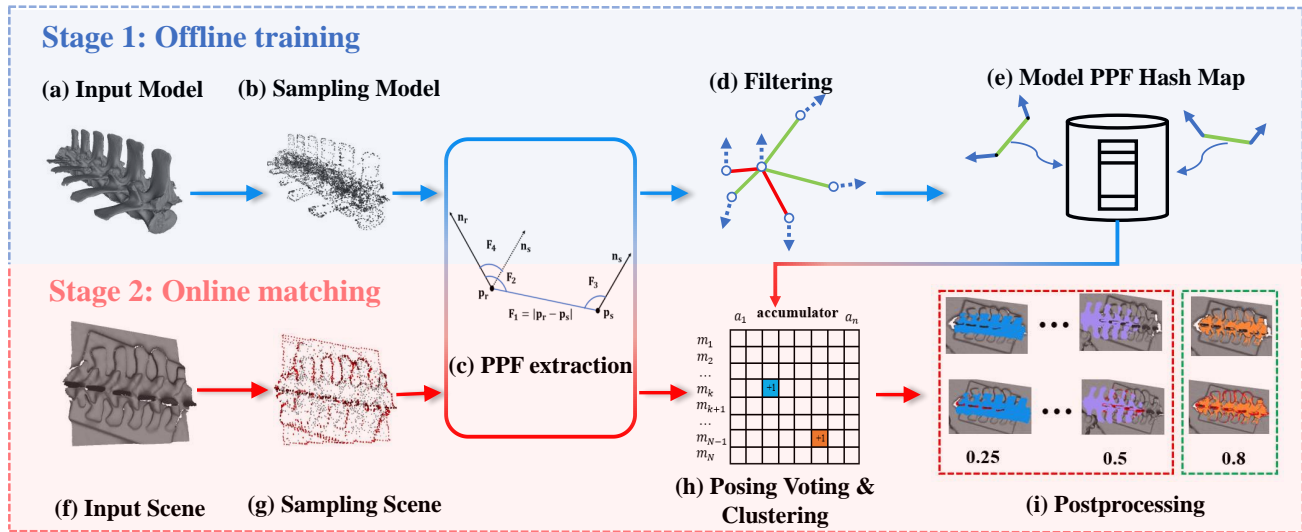 Stage 1: Offline training
(a) Input Model
(b) Sampling Model
(d) Filtering
(e) Model PPF Hash Map
n_r
n_s
n_s
F_4
F_2
F_3
p_r
p_s
F_1 = |p_r − p_s|
(c) PPF extraction
Stage 2: Online matching
a_1 accumulator a_n
m_1
m_2
...
m_k
+1
m_{k+1}
...
m_{N−1}
+1
m_N
0.25
0.5
0.8
(f) Input Scene
(g) Sampling Scene
(h) Posing Voting &
Clustering
(i) Postprocessing